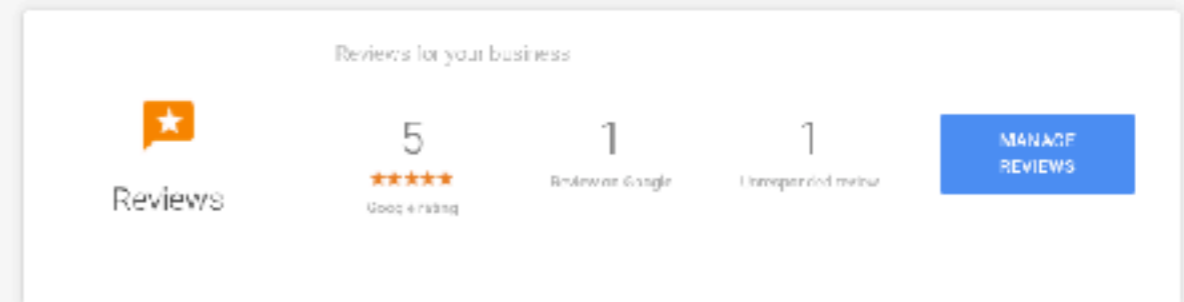 Reviews for your business
Reviews
5
Google rating
1
Review on Google
1
Unresponded review
MANAGE
REVIEWS